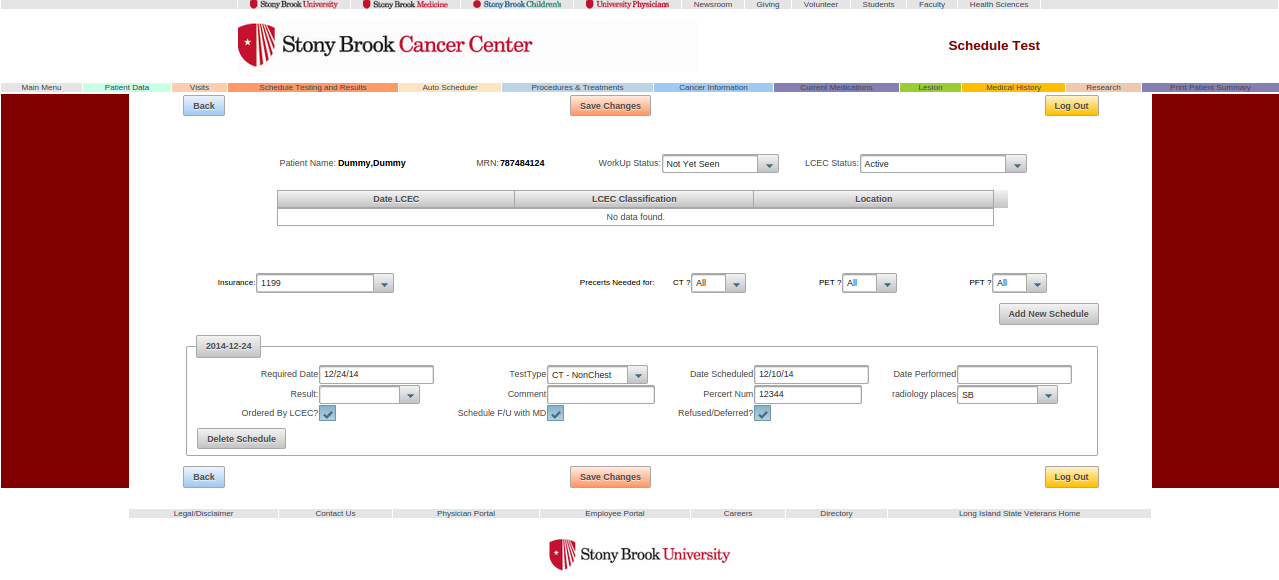 Stony Brook University Stony Brook Medicine Stony Brook Children's University Physicians Newsroom Giving Volunteer Students Faculty Health Sciences
Stony Brook Cancer Center
Schedule Test
Main Menu Patient Data Visits Schedule Testing and Results Auto Scheduler Procedures & Treatments Cancer Information Current Medications Lesion Medical History Research Print Patient Summary
Back Save Changes Log Out
Patient Name: Dummy,Dummy MRN: 787484124 WorkUp Status: Not Yet Seen LCEC Status: Active
Date LCEC LCEC Classification Location
No data found.
Insurance: 1199 Precerts Needed for: CT ? All PET ? All PFT ? All
Add New Schedule
2014-12-24
Required Date 12/24/14 TestType CT - NonChest Date Scheduled 12/10/14 Date Performed
Result: Comment Percert Num 12344 radiology places SB
Ordered By LCEC? Schedule F/U with MD Refused/Deferred?
Delete Schedule
Back Save Changes Log Out
Legal/Disclaimer Contact Us Physician Portal Employee Portal Careers Directory Long Island State Veterans Home
Stony Brook University